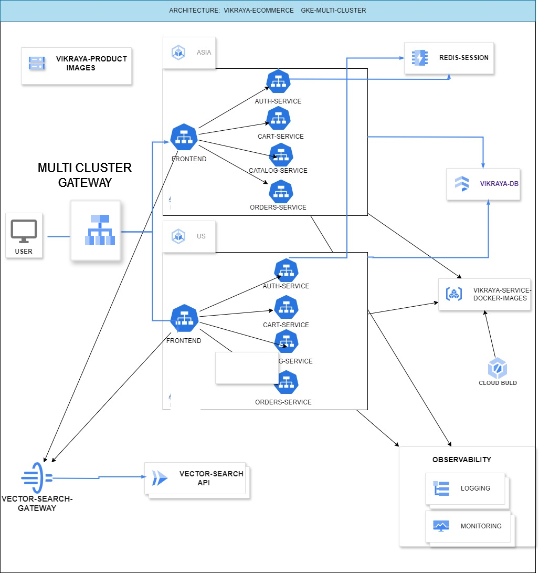 ARCHITECTURE: VIKRAYA-ECOMMERCE GKE-MULTI-CLUSTER
VIKRAYA-PRODUCT
IMAGES
ASIA
REDIS-SESSION
AUTH-SERVICE
CART-SERVICE
FRONTEND
CATALOG-SERVICE
ORDERS-SERVICE
MULTI CLUSTER
GATEWAY
VIKRAYA-DB
USER
US
AUTH-SERVICE
CART-SERVICE
FRONTEND
OG-SERVICE
ORDERS-SERVICE
VIKRAYA-SERVICE-
DOCKER-IMAGES
CLOUD BUILD
VECTOR-SEARCH-
GATEWAY
VECTOR-SEARCH
API
OBSERVABILITY
LOGGING
MONITORING